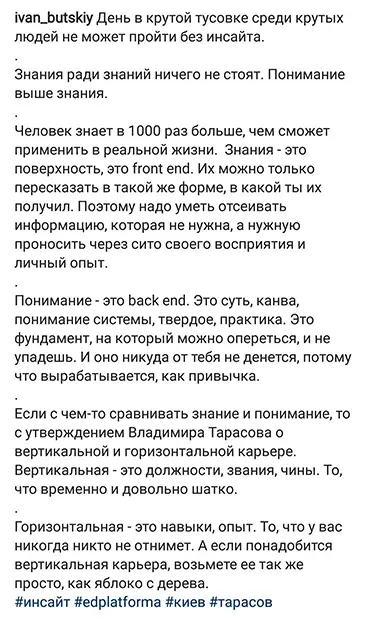 ivan_butskiy День в крутой тусовке среди крутых
людей не может пройти без инсайта.
.
Знания ради знаний ничего не стоят. Понимание
выше знания.
.
Человек знает в 1000 раз больше, чем сможет
применить в реальной жизни. Знания - это
поверхность, это front end. Их можно только
пересказать в такой же форме, в какой ты их
получил. Поэтому надо уметь отсеивать
информацию, которая не нужна, а нужную
проносить через сито своего восприятия и
личный опыт.
.
Понимание - это back end. Это суть, канва,
понимание системы, твердое, практика. Это
фундамент, на который можно опереться, и не
упадешь. И оно никуда от тебя не денется, потому
что вырабатывается, как привычка.
.
Если с чем-то сравнивать знание и понимание, то
с утверждением Владимира Тарасова о
вертикальной и горизонтальной карьере.
Вертикальная - это должности, звания, чины. То,
что временно и довольно шатко.
.
Горизонтальная - это навыки, опыт. То, что у вас
никогда никто не отнимет. А если понадобится
вертикальная карьера, возьмете ее так же
просто, как яблоко с дерева.
#инсайт #edplatforma #киев #тарасов